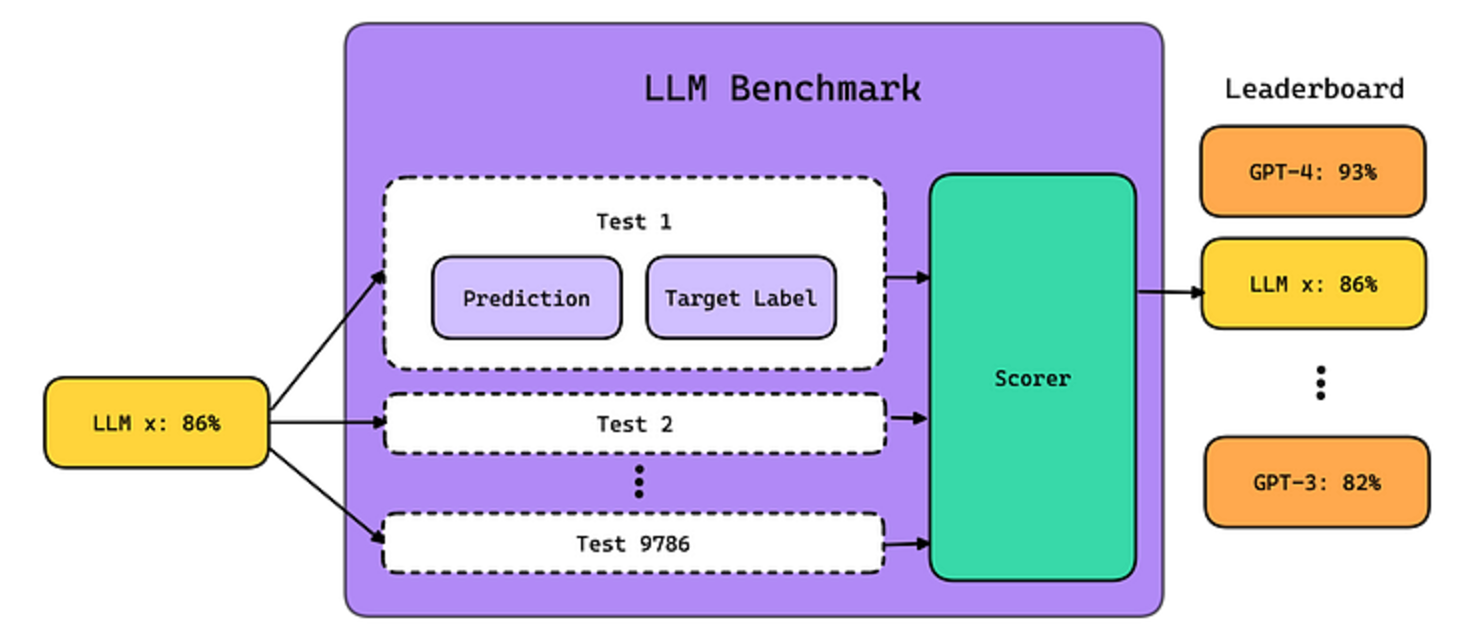 LLM Benchmark
Leaderboard
GPT-4: 93%
Test 1
Prediction
Target Label
LLM x: 86%
Scorer
LLM x: 86%
Test 2
GPT-3: 82%
Test 9786